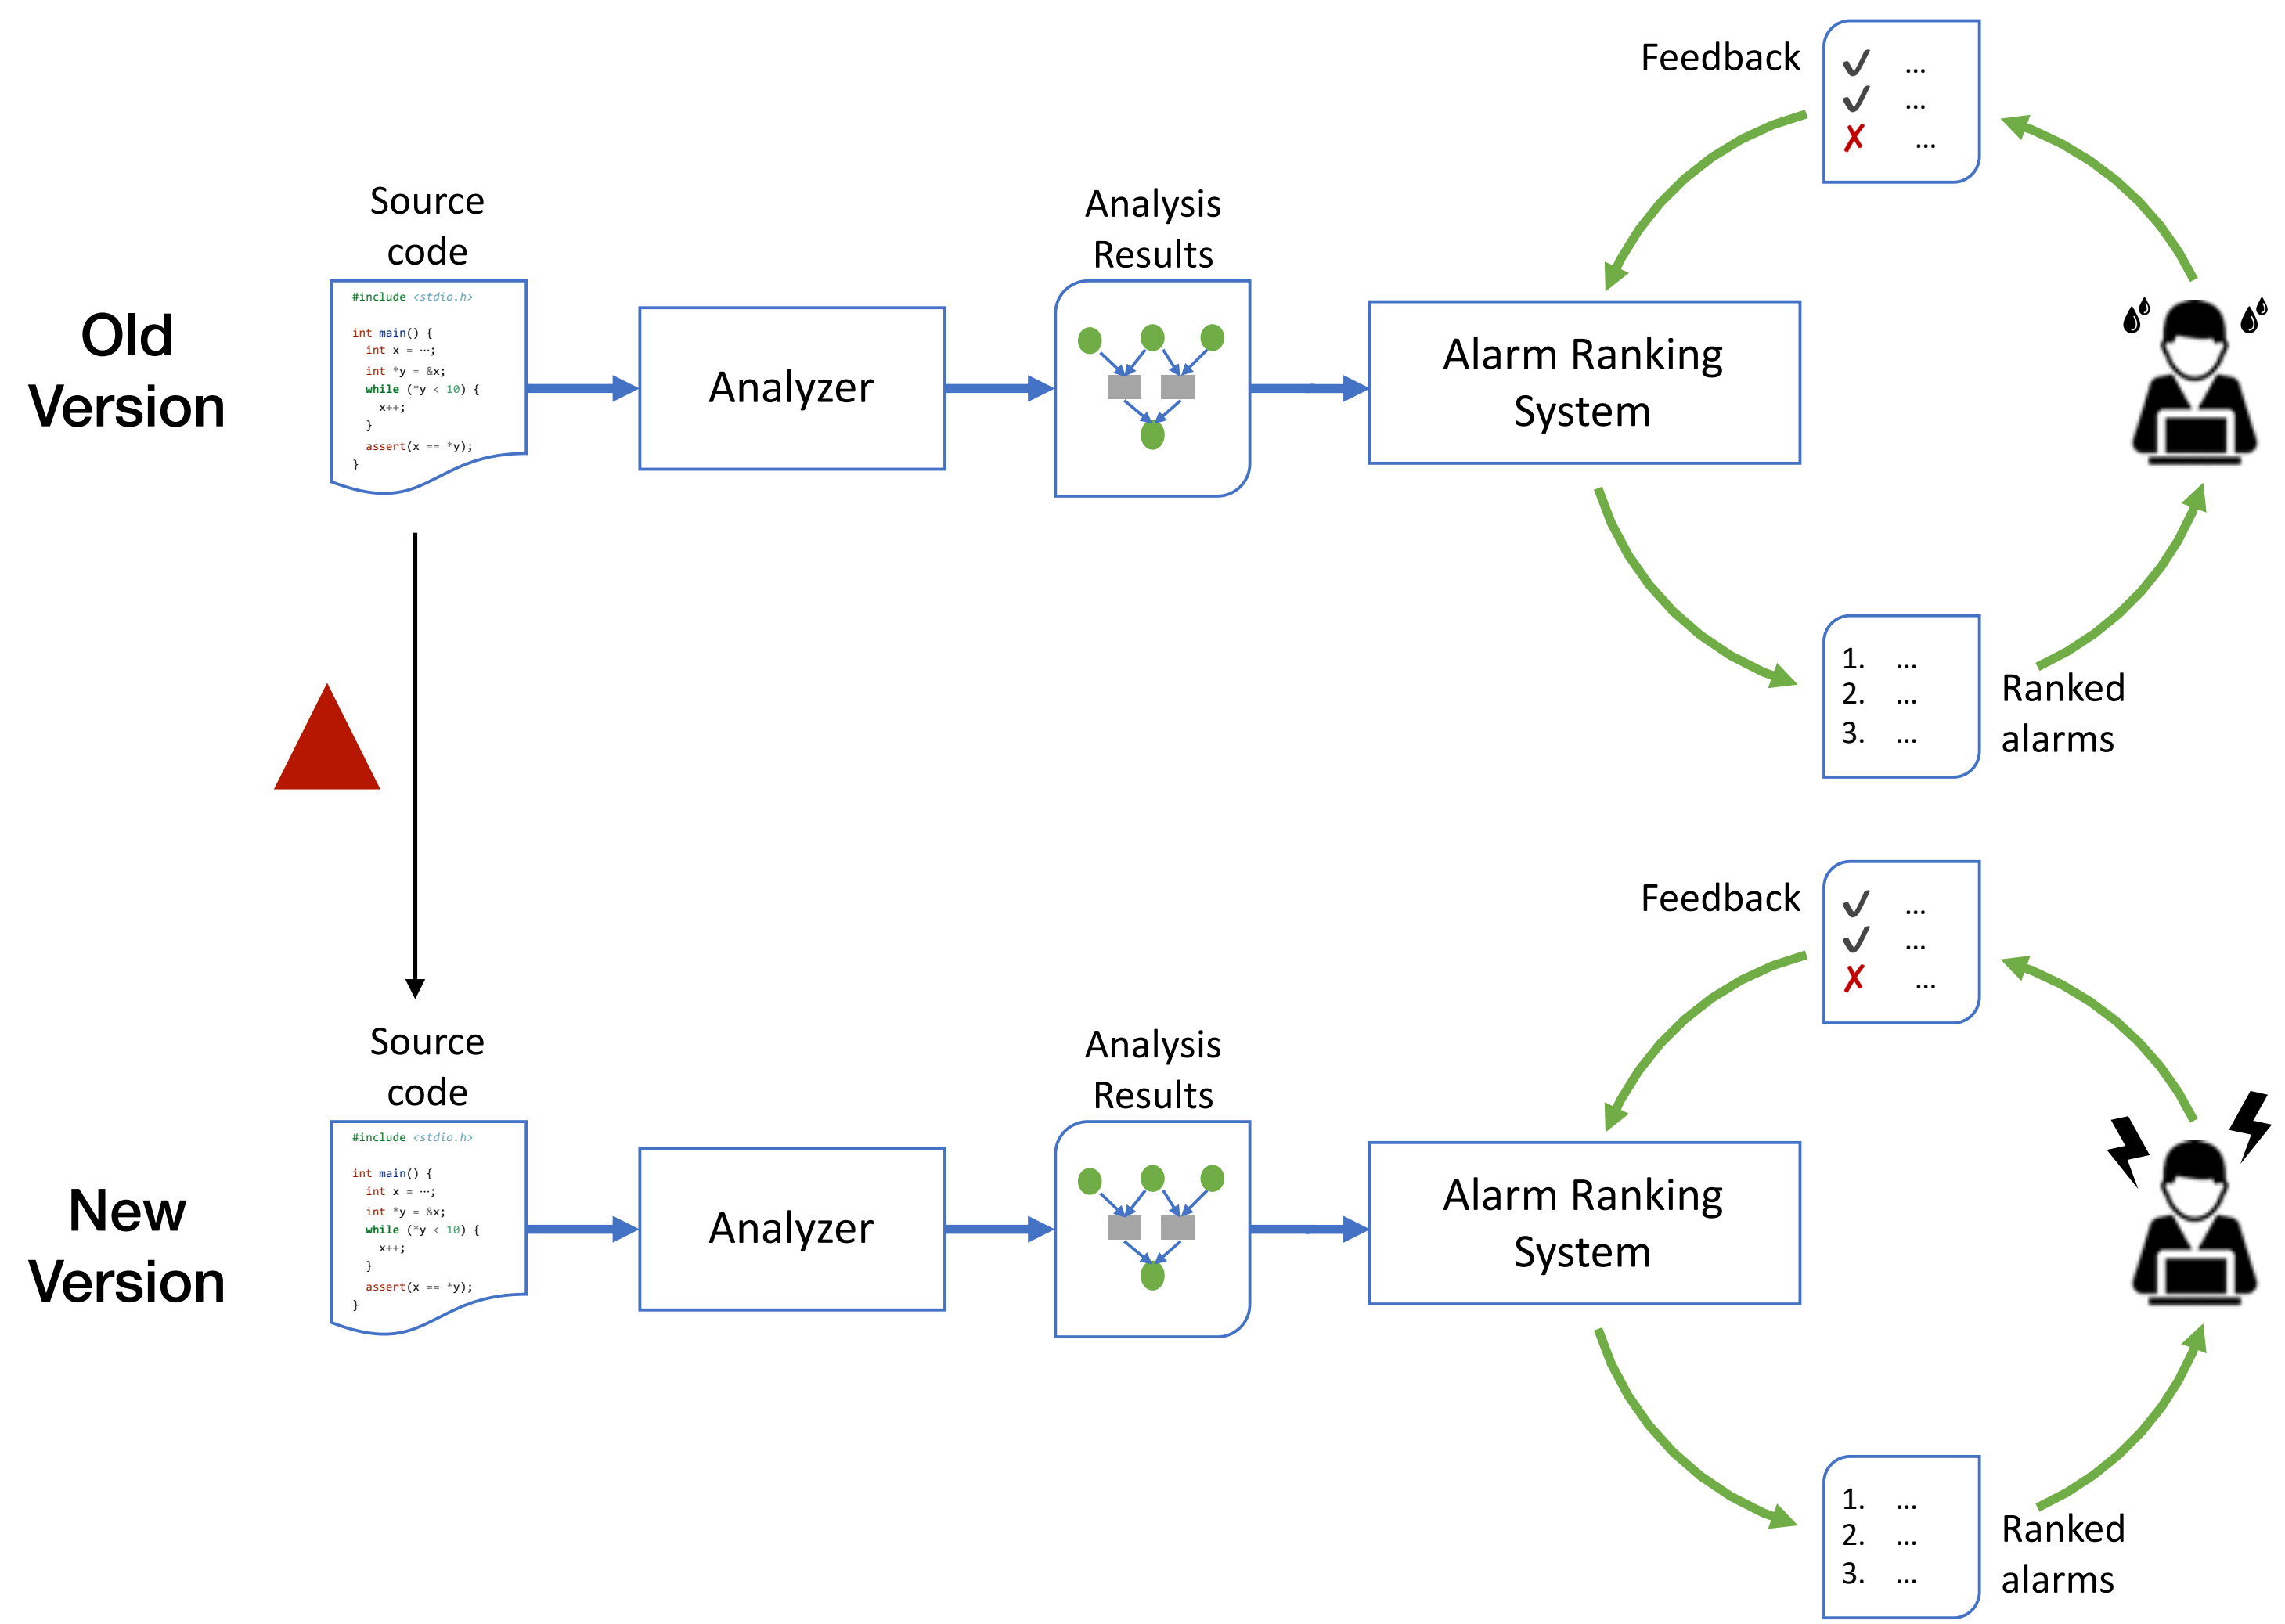 Old
Version
Source
code
#include <stdio.h>
int main() {
int x = ⋯;
int *y = &x;
while (*y < 10) {
x++;
}
assert(x == *y);
}
Analyzer
Analysis
Results
Alarm Ranking
System
Feedback
✓ ...
✓ ...
✗ ...
1. ...
2. ...
3. ...
Ranked
alarms
New
Version
Source
code
#include <stdio.h>
int main() {
int x = ⋯;
int *y = &x;
while (*y < 10) {
x++;
}
assert(x == *y);
}
Analyzer
Analysis
Results
Alarm Ranking
System
Feedback
✓ ...
✓ ...
✗ ...
1. ...
2. ...
3. ...
Ranked
alarms